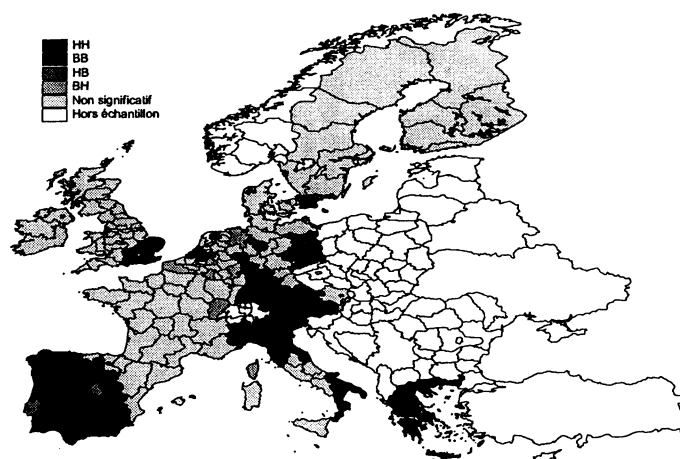 HH
BB
HB
BH
Non significatif
Hors échantillon